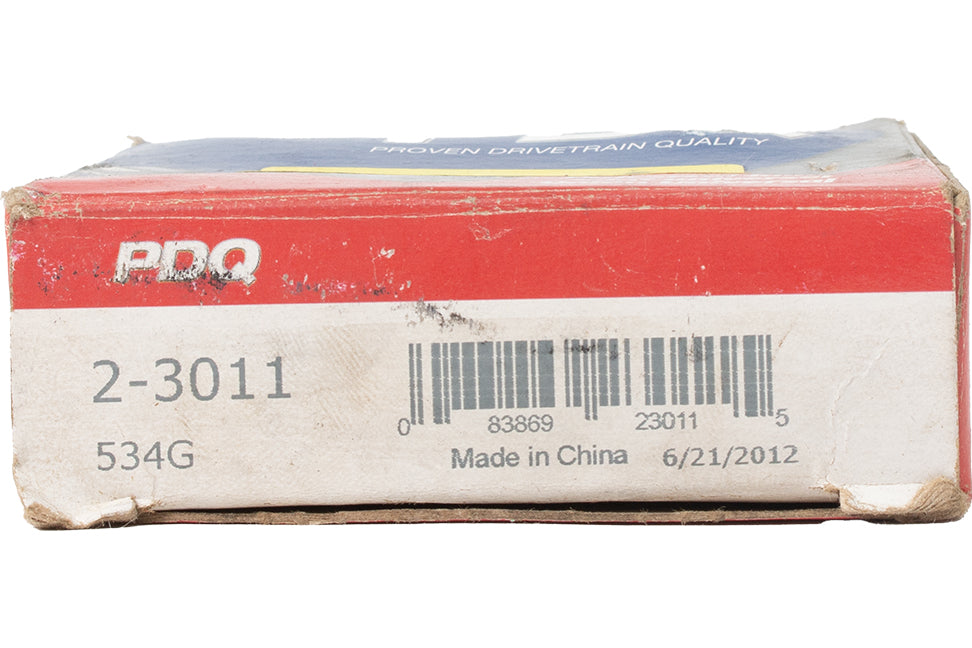 PROVEN DRIVETRAIN QUALITY
PDQ
2-3011
534G
0 83869 23011 5
Made in China 6/21/2012